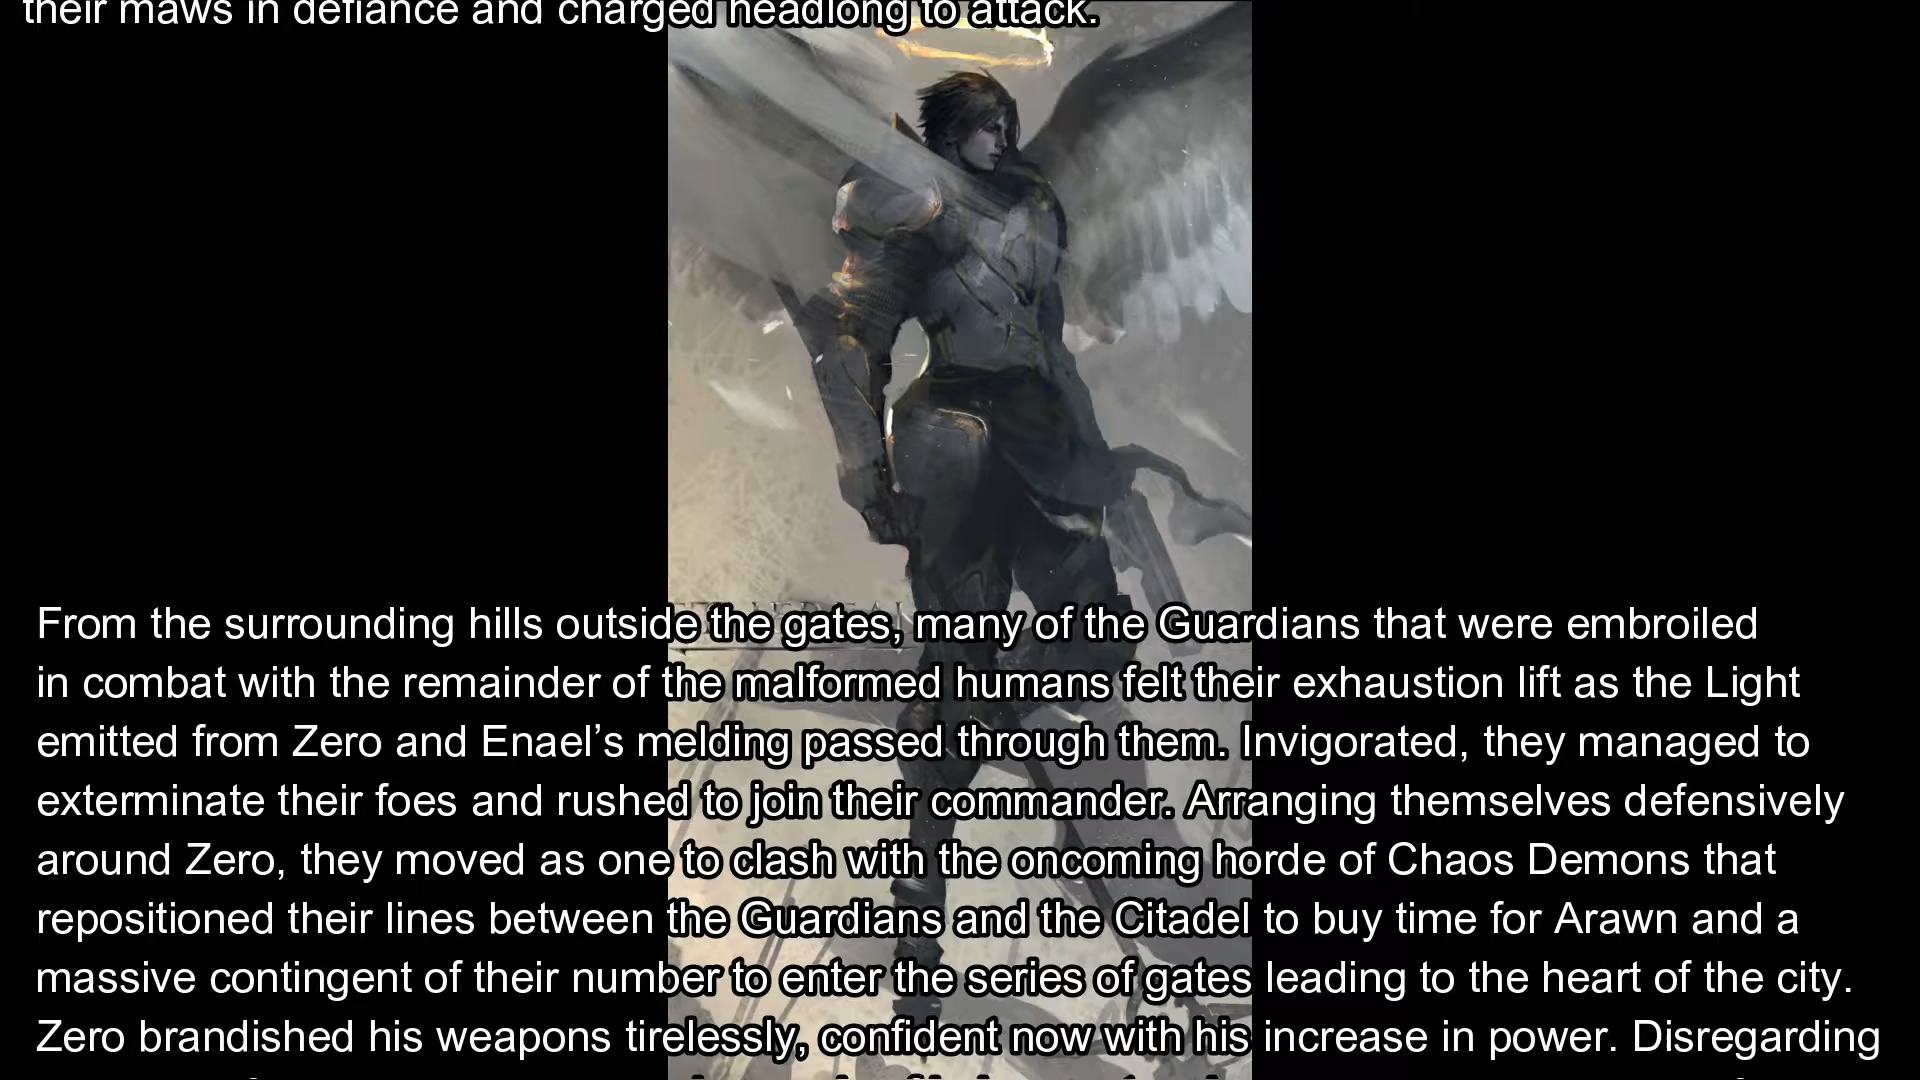 their maws in defiance and charged headlong to attack.
From the surrounding hills outside the gates, many of the Guardians that were embroiled
in combat with the remainder of the malformed humans felt their exhaustion lift as the Light
emitted from Zero and Enael’s melding passed through them. Invigorated, they managed to
exterminate their foes and rushed to join their commander. Arranging themselves defensively
around Zero, they moved as one to clash with the oncoming horde of Chaos Demons that
repositioned their lines between the Guardians and the Citadel to buy time for Arawn and a
massive contingent of their number to enter the series of gates leading to the heart of the city.
Zero brandished his weapons tirelessly, confident now with his increase in power. Disregarding